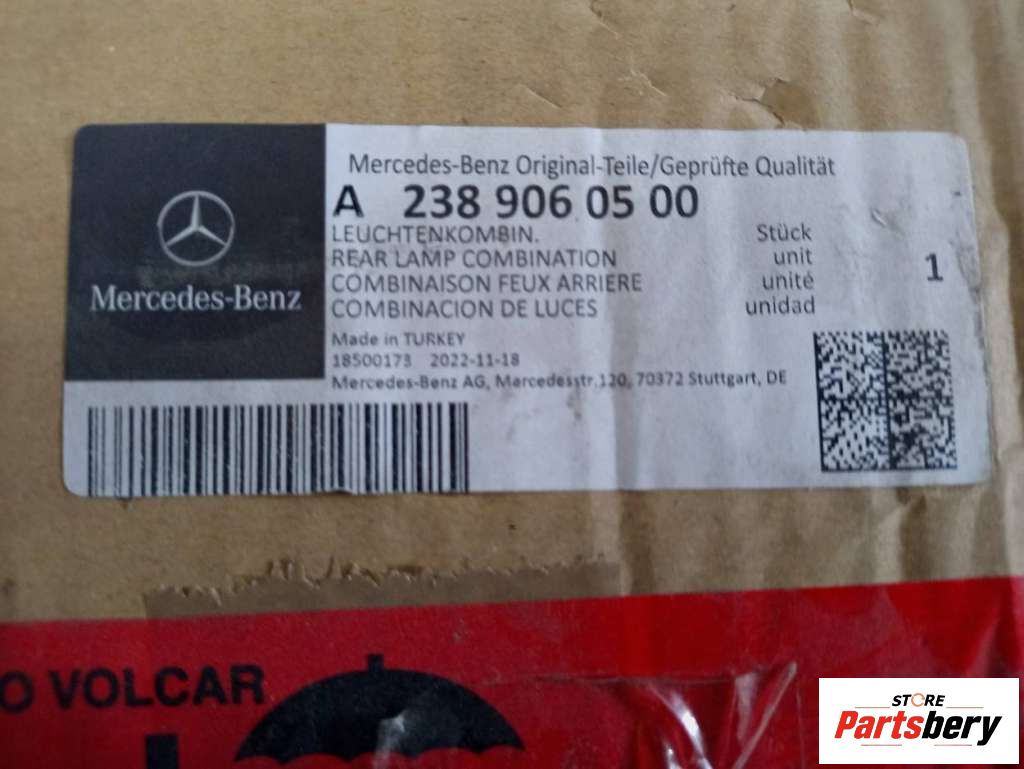 Mercedes-Benz Original-Teile/Geprüfte Qualität
A 238 906 05 00
LEUCHTENKOMBIN. Stück
REAR LAMP COMBINATION unit
COMBINAISON FEUX ARRIERE unité
COMBINACION DE LUCES unidad
1
Made in TURKEY
18500173 2022-11-18
Mercedes-Benz AG, Mercedesstr.120, 70372 Stuttgart, DE
Mercedes-Benz
O VOLCAR
STORE
Partsbery